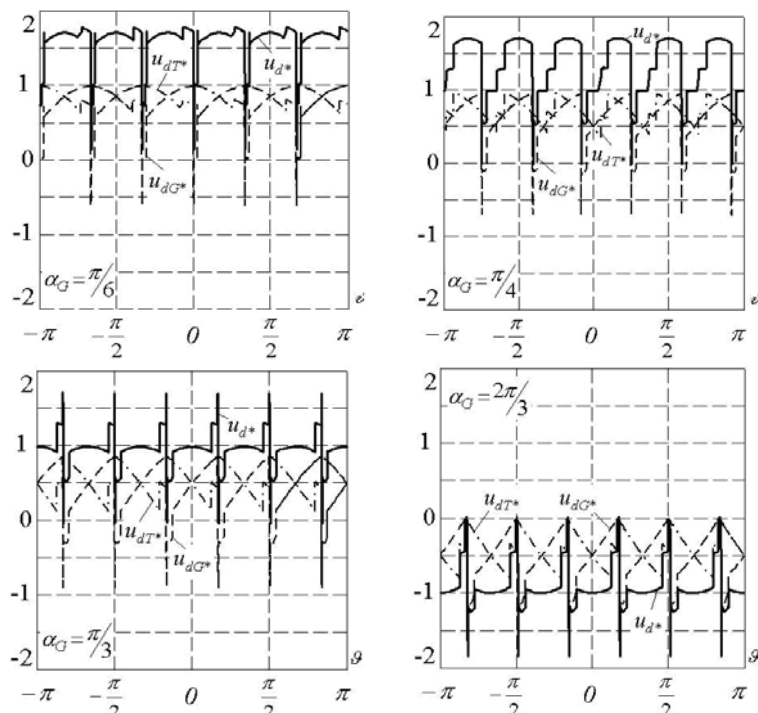 2
u_{dT*}
u_{d*}
1
0
u_{dG*}
-1
α_G = π/6
-2
-π
-π/2
0
π/2
π
ϑ
2
u_{d*}
1
u_{dT*}
0
u_{dG*}
-1
α_G = π/4
-2
-π
-π/2
0
π/2
π
ϑ
2
u_{d*}
1
0
u_{dT*}
u_{dG*}
-1
α_G = π/3
-2
-π
-π/2
0
π/2
π
ϑ
2
α_G = 2π/3
1
0
u_{dT*}
u_{dG*}
-1
u_{d*}
-2
-π
-π/2
0
π/2
π
ϑ